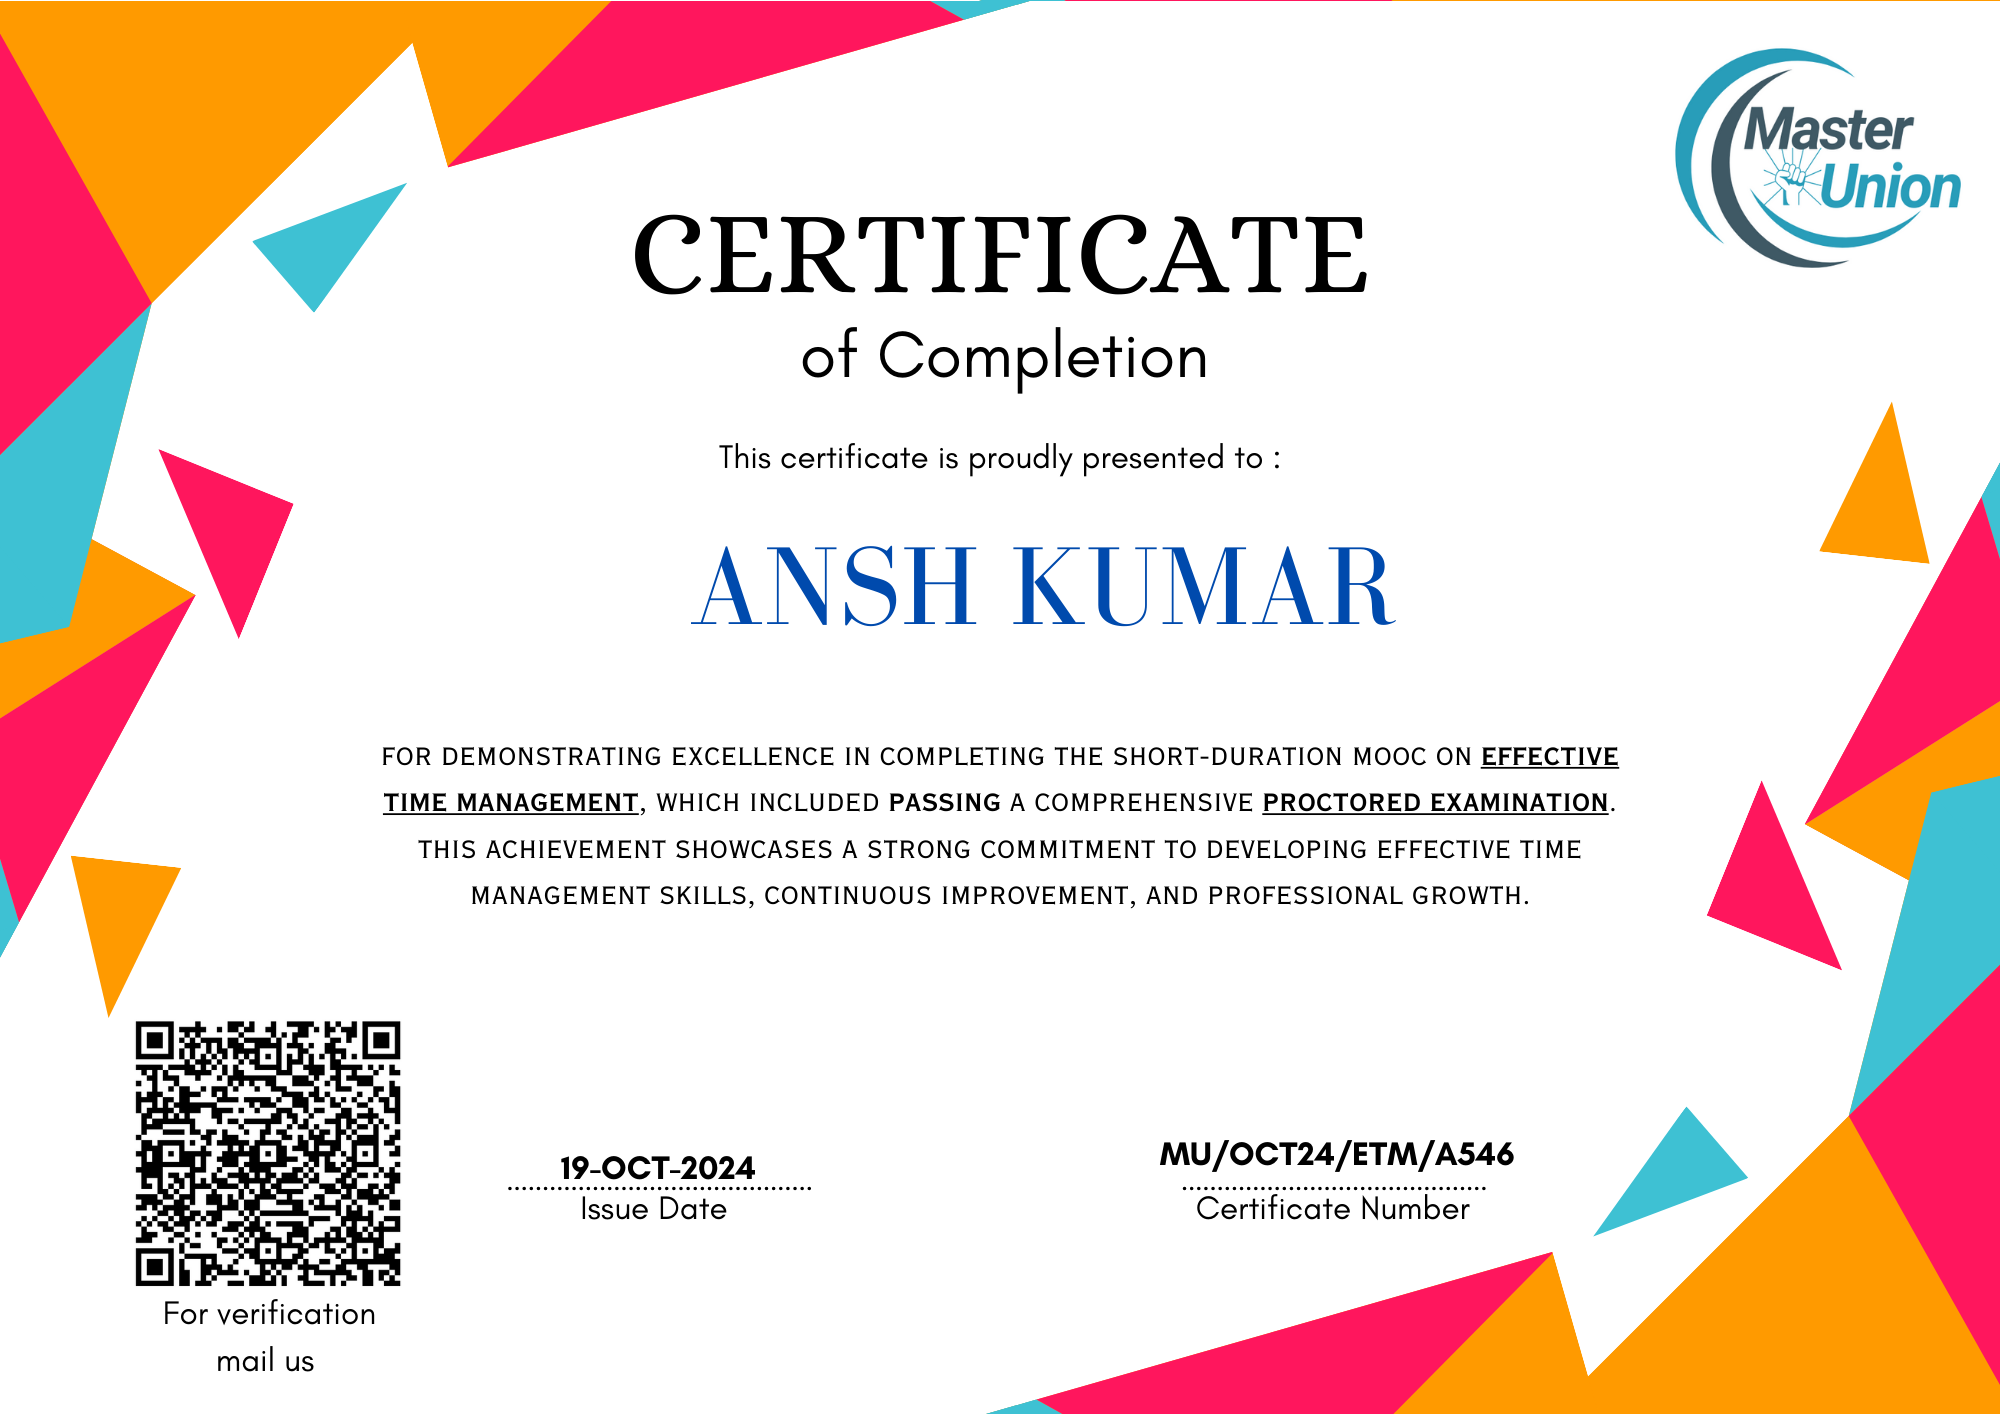 Master
Union
CERTIFICATE
of Completion
This certificate is proudly presented to :
ANSH KUMAR
FOR DEMONSTRATING EXCELLENCE IN COMPLETING THE SHORT-DURATION MOOC ON EFFECTIVE
TIME MANAGEMENT, WHICH INCLUDED PASSING A COMPREHENSIVE PROCTORED EXAMINATION.
THIS ACHIEVEMENT SHOWCASES A STRONG COMMITMENT TO DEVELOPING EFFECTIVE TIME
MANAGEMENT SKILLS, CONTINUOUS IMPROVEMENT, AND PROFESSIONAL GROWTH.
19-OCT-2024
Issue Date
MU/OCT24/ETM/A546
Certificate Number
For verification
mail us